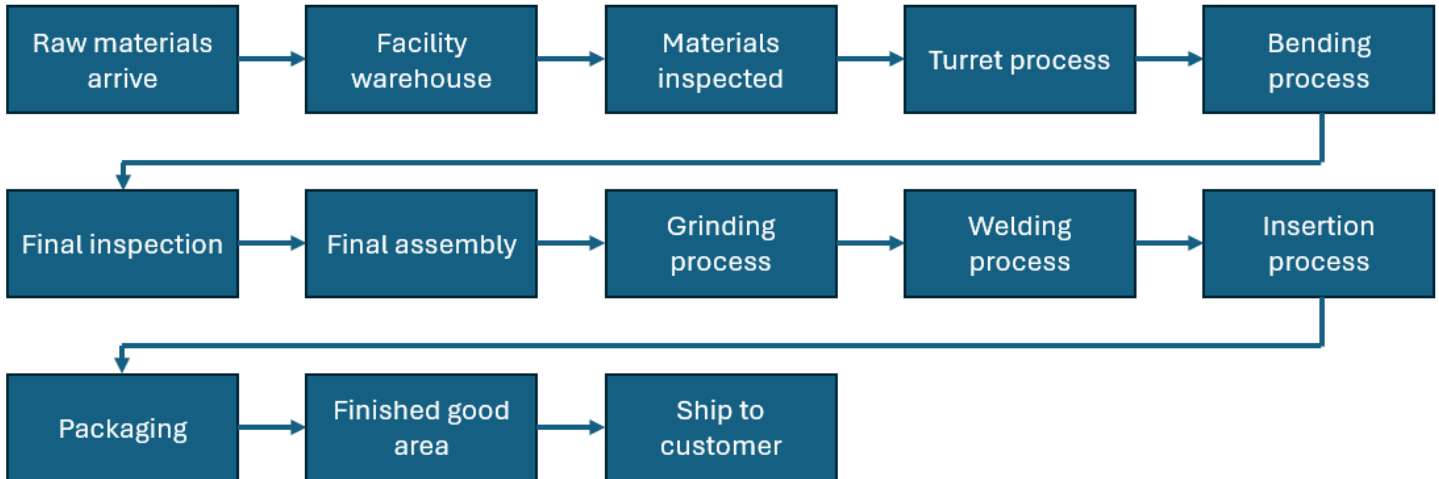 Raw materials
arrive
Facility
warehouse
Materials
inspected
Turret process
Bending
process
Final inspection
Final assembly
Grinding
process
Welding
process
Insertion
process
Packaging
Finished good
area
Ship to
customer